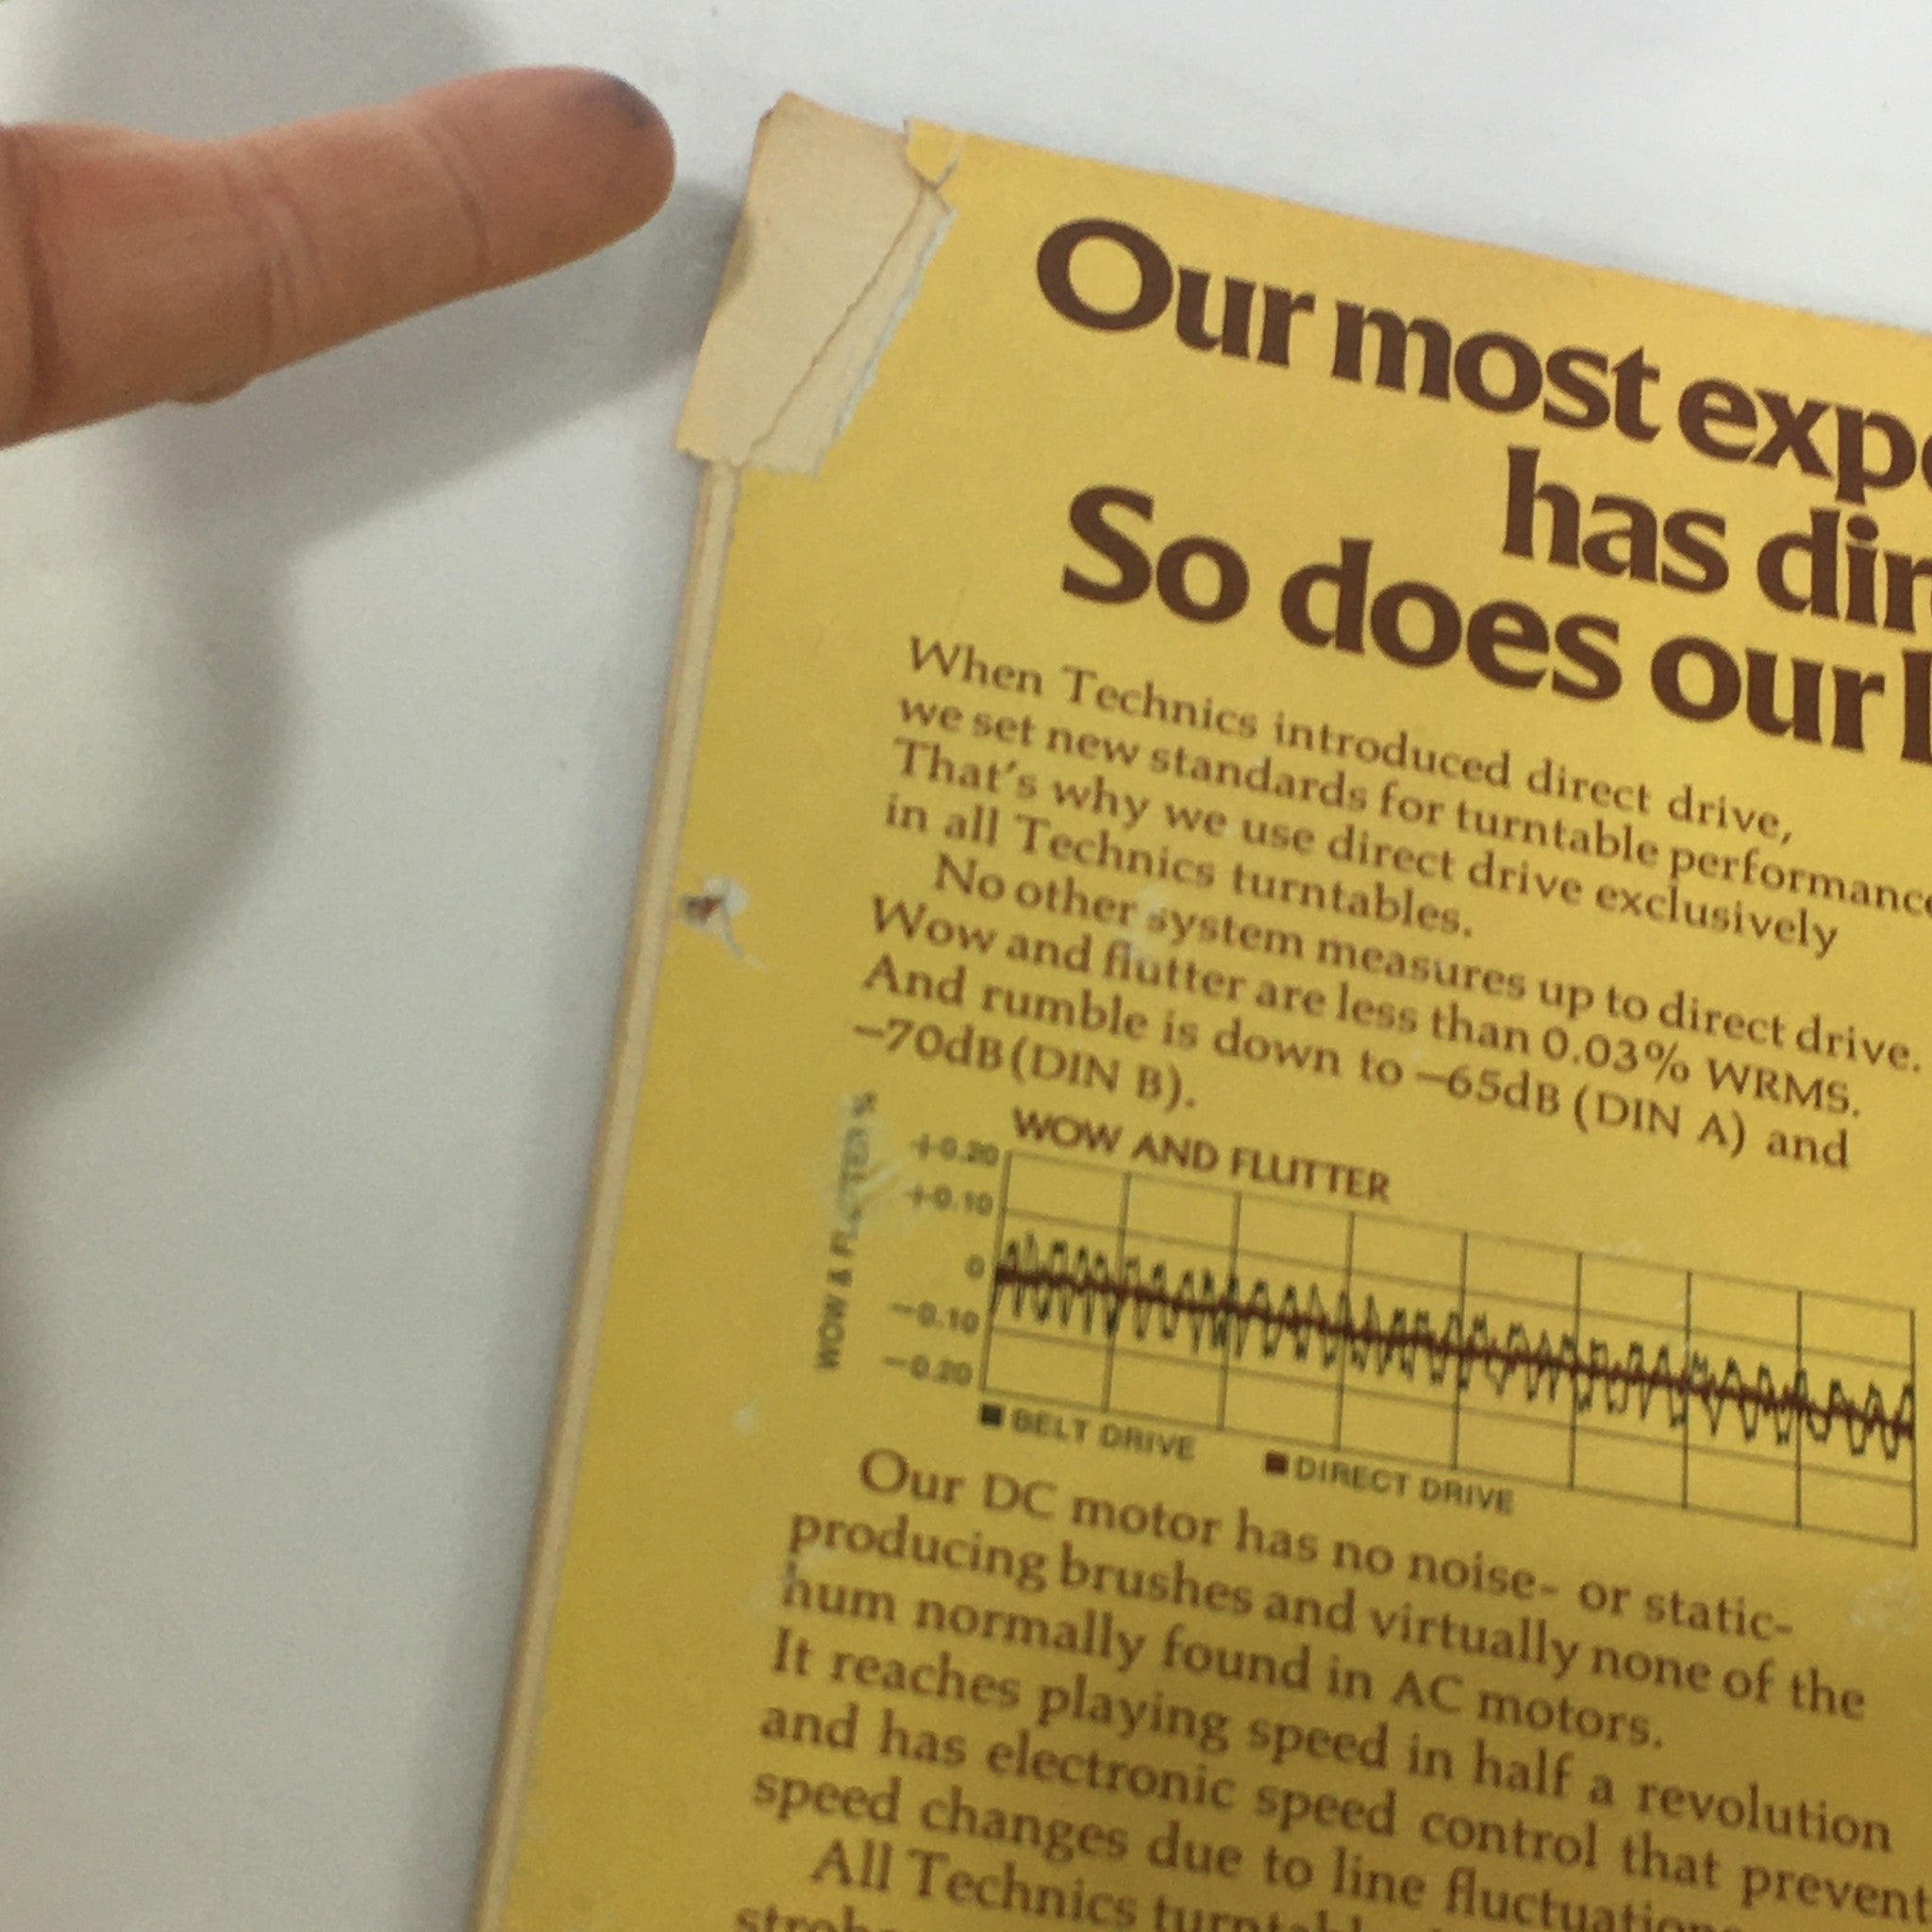 Our most expe
has dir
So does our l
When Technics introduced direct drive,
we set new standards for turntable performance
That's why we use direct drive exclusively
in all Technics turntables.
No other system measures up to direct drive.
Wow and flutter are less than 0.03% WRMS.
And rumble is down to –65dB (DIN A) and
–70dB (DIN B).
WOW AND FLUTTER
WOW & FLUTTER %
+0.20
+0.10
0
–0.10
–0.20
BELT DRIVE DIRECT DRIVE
Our DC motor has no noise- or static-
producing brushes and virtually none of the
hum normally found in AC motors.
It reaches playing speed in half a revolution
and has electronic speed control that prevent
speed changes due to line fluctuation
All Technics turntabl